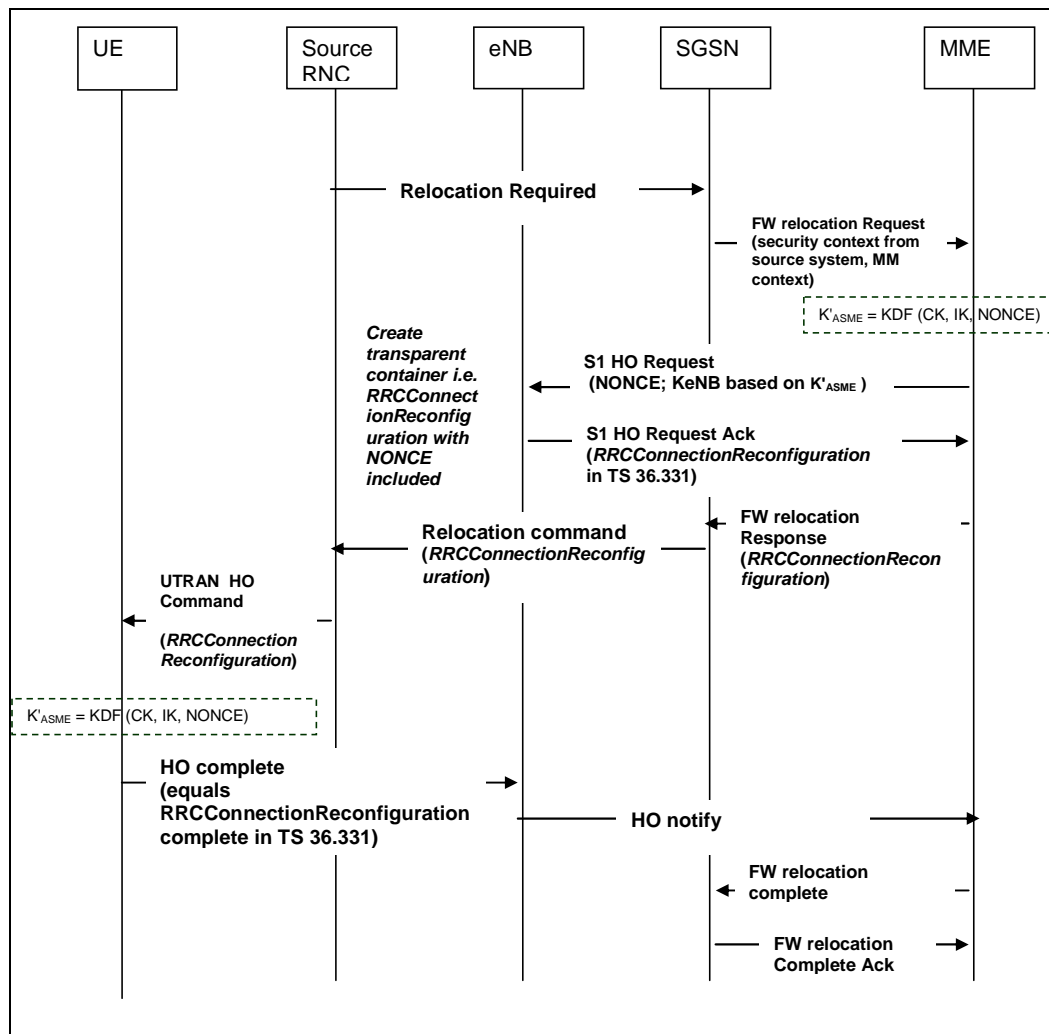 UE
Source
RNC
eNB
SGSN
MME
Relocation Required
FW relocation Request
(security context from
source system, MM
context)
K'ASME = KDF (CK, IK, NONCE)
Create
transparent
container i.e.
RRCConnect
ionReconfig
uration with
NONCE
included
S1 HO Request
(NONCE; KeNB based on K'ASME )
S1 HO Request Ack
(RRCConnectionReconfiguration
in TS 36.331)
Relocation command
(RRCConnectionReconfig
uration)
FW relocation
Response
(RRCConnectionRecon
figuration)
UTRAN HO
Command
(RRCConnection
Reconfiguration)
K'ASME = KDF (CK, IK, NONCE)
HO complete
(equals
RRCConnectionReconfiguration
complete in TS 36.331)
HO notify
FW relocation
complete
FW relocation
Complete Ack